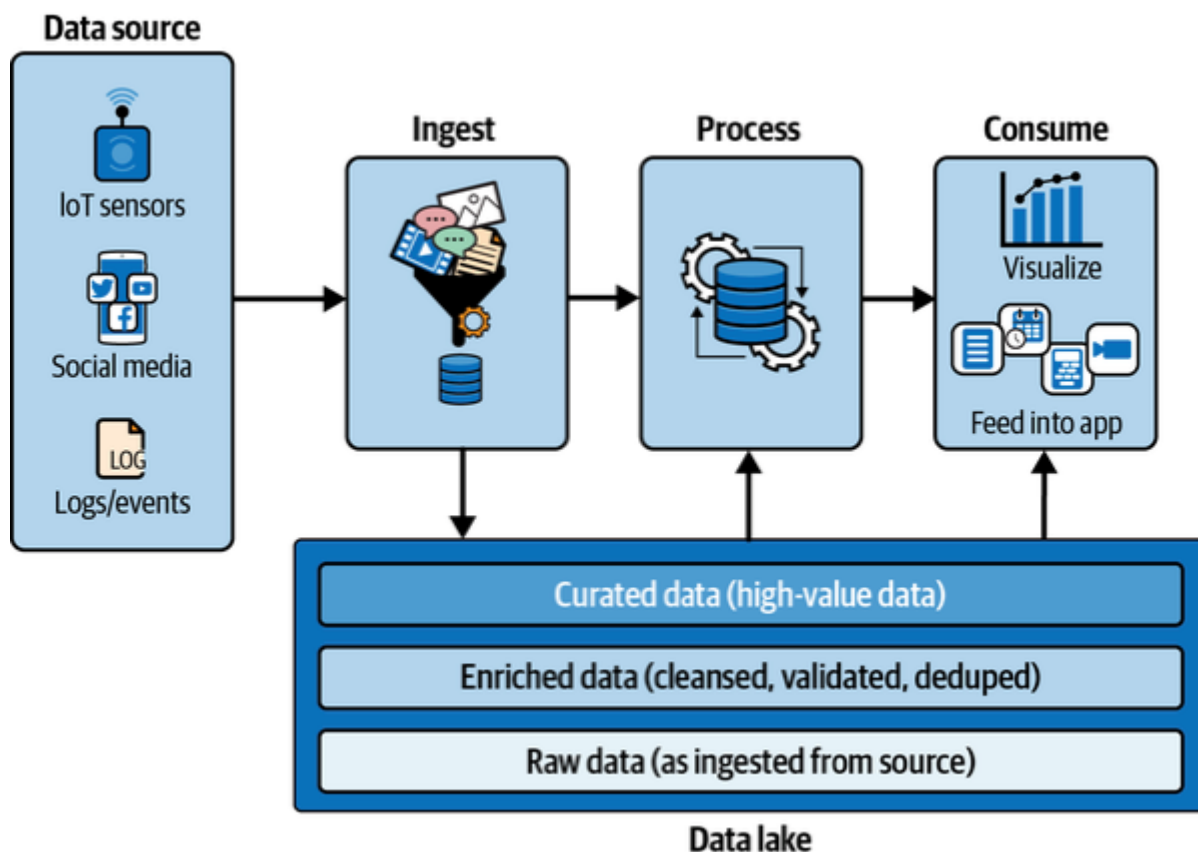 Data source
IoT sensors
Social media
LOG
Logs/events
Ingest
Process
Consume
Visualize
Feed into app
Curated data (high-value data)
Enriched data (cleansed, validated, deduped)
Raw data (as ingested from source)
Data lake